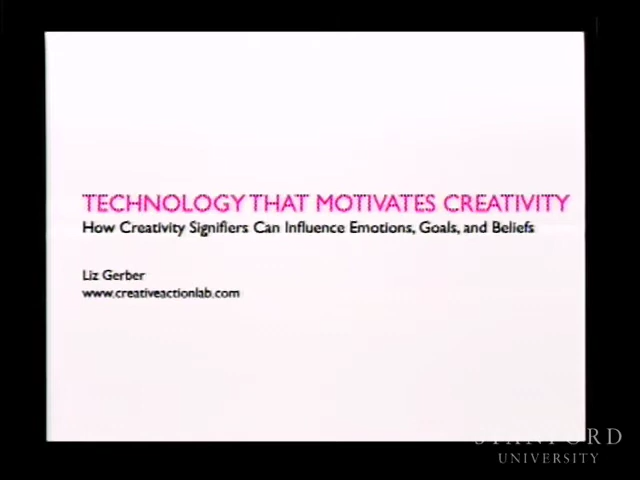 TECHNOLOGY THAT MOTIVATES CREATIVITY
How Creativity Signifiers Can Influence Emotions, Goals, and Beliefs
Liz Gerber
www.creativeactionlab.com
STANFORD
UNIVERSITY